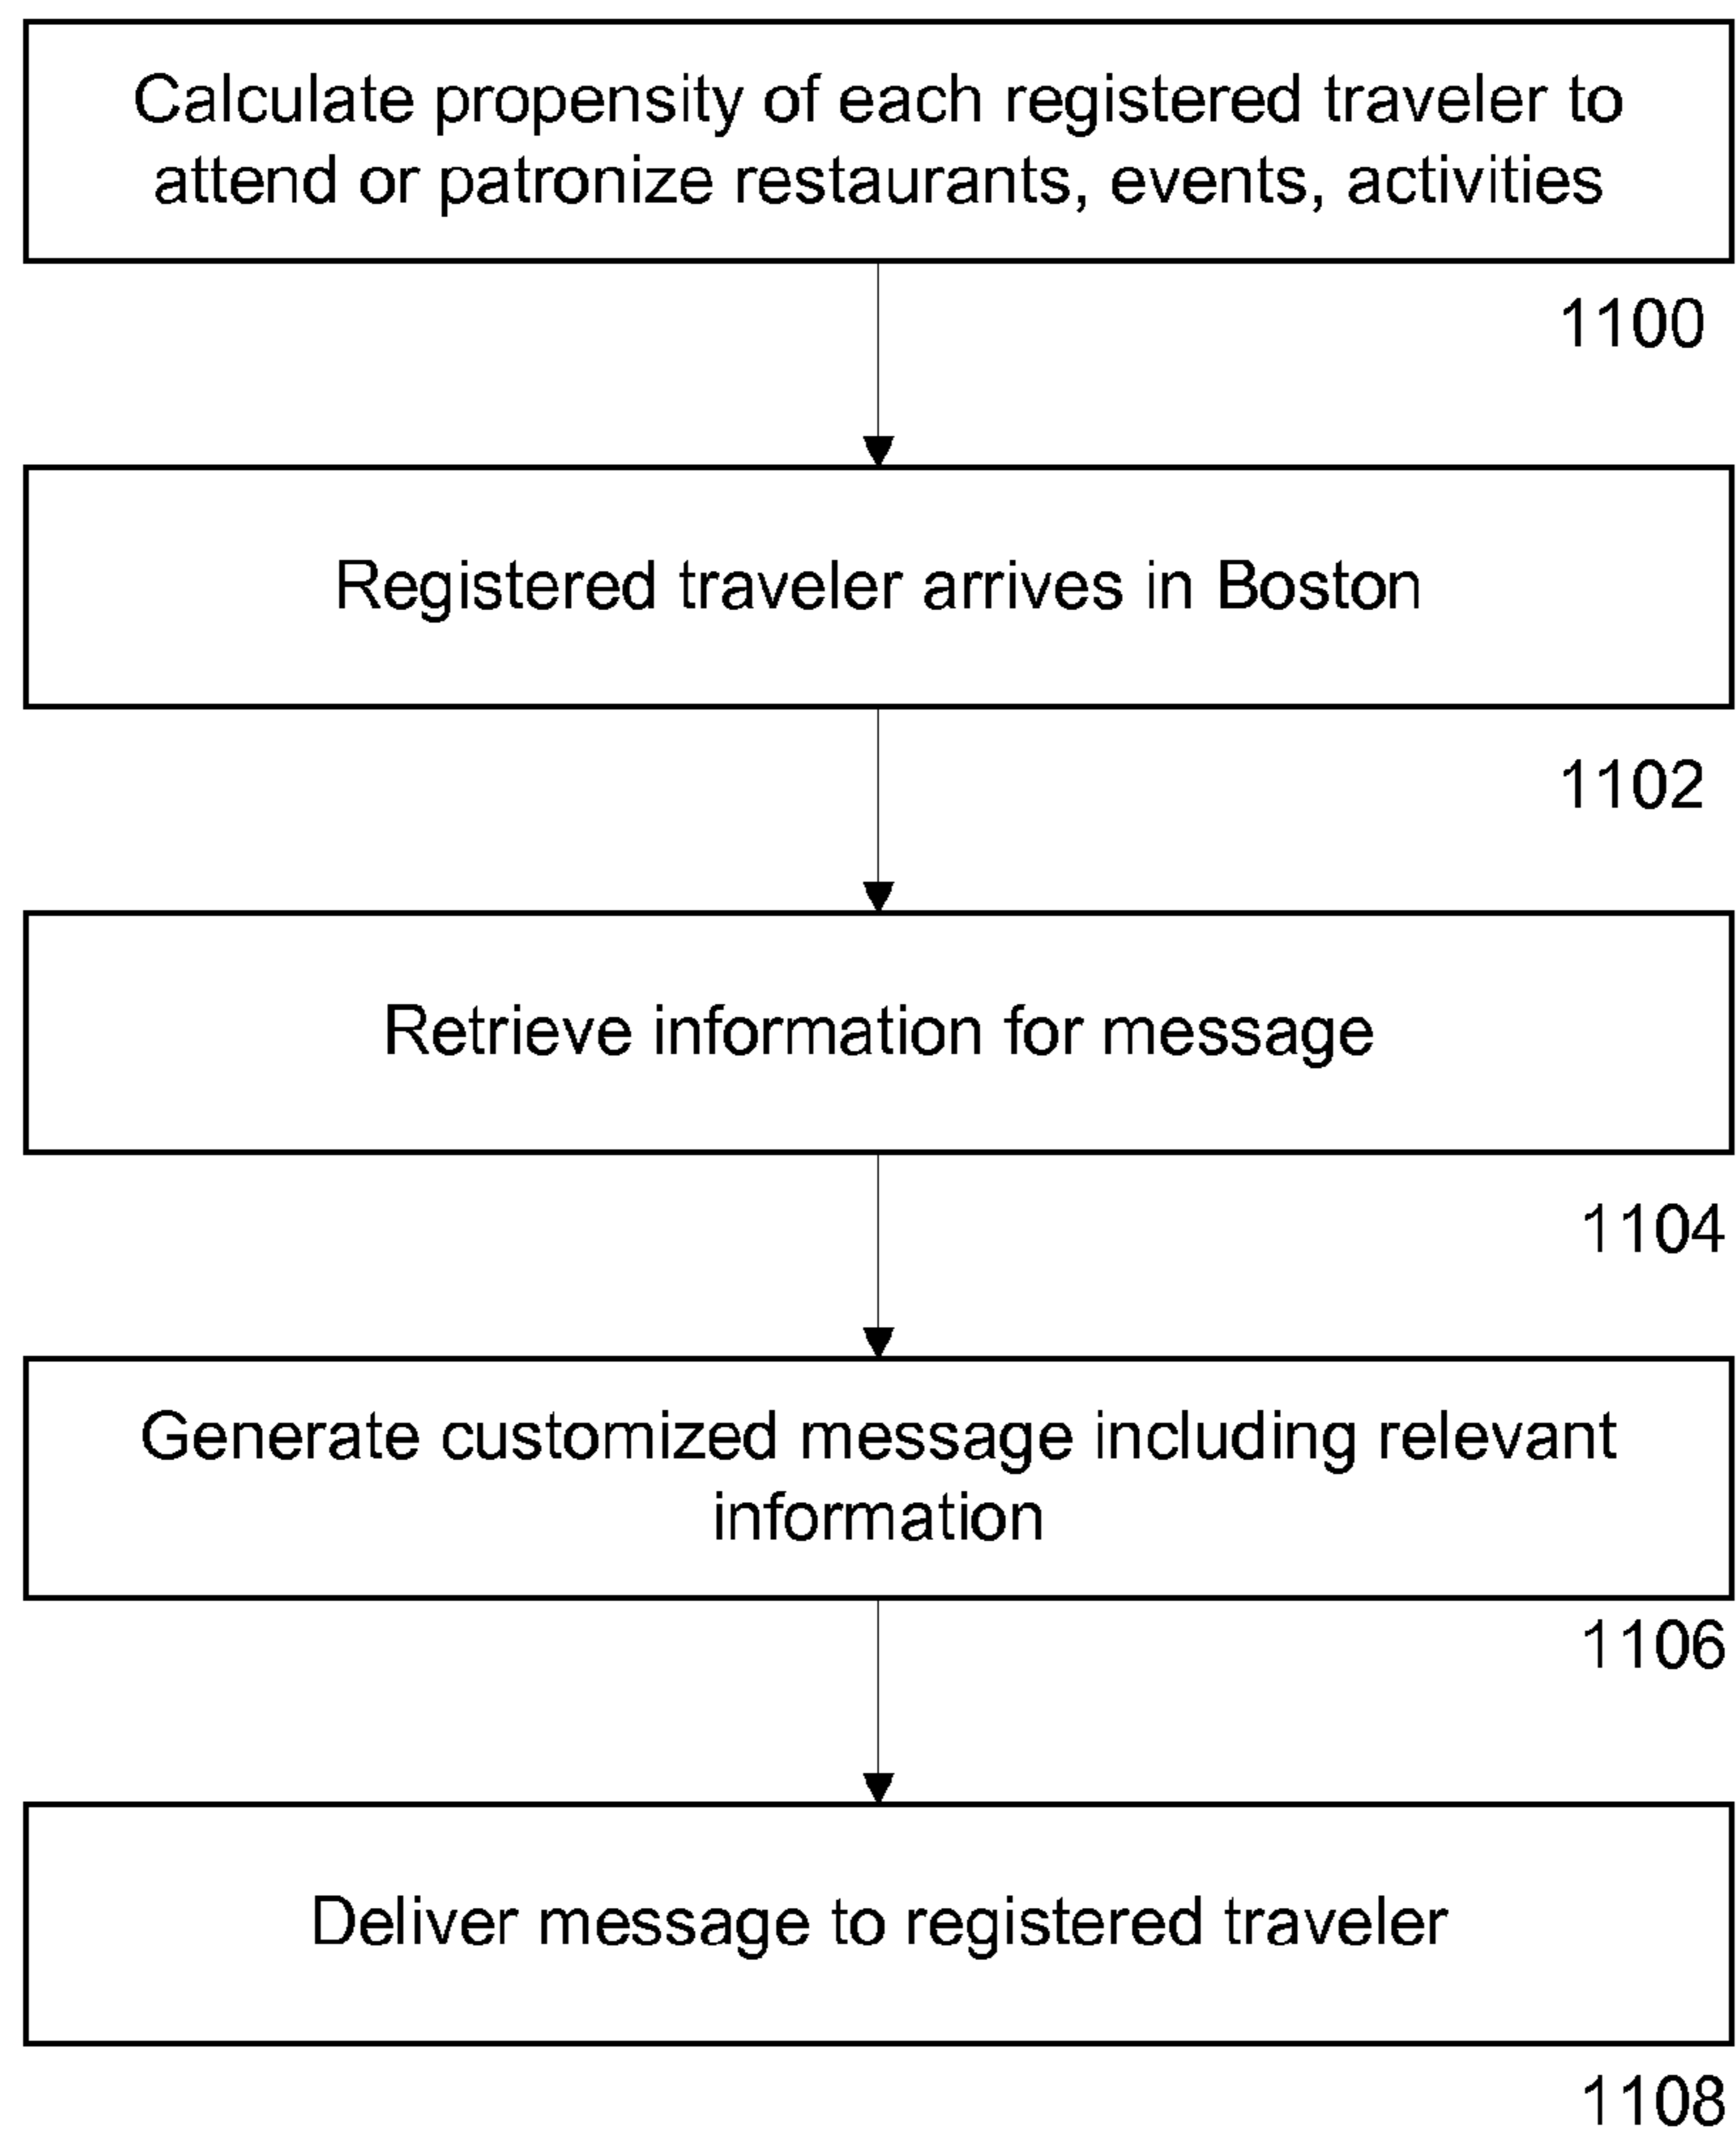 Calculate propensity of each registered traveler to
attend or patronize restaurants, events, activities
1100
Registered traveler arrives in Boston
1102
Retrieve information for message
1104
Generate customized message including relevant
information
1106
Deliver message to registered traveler
1108